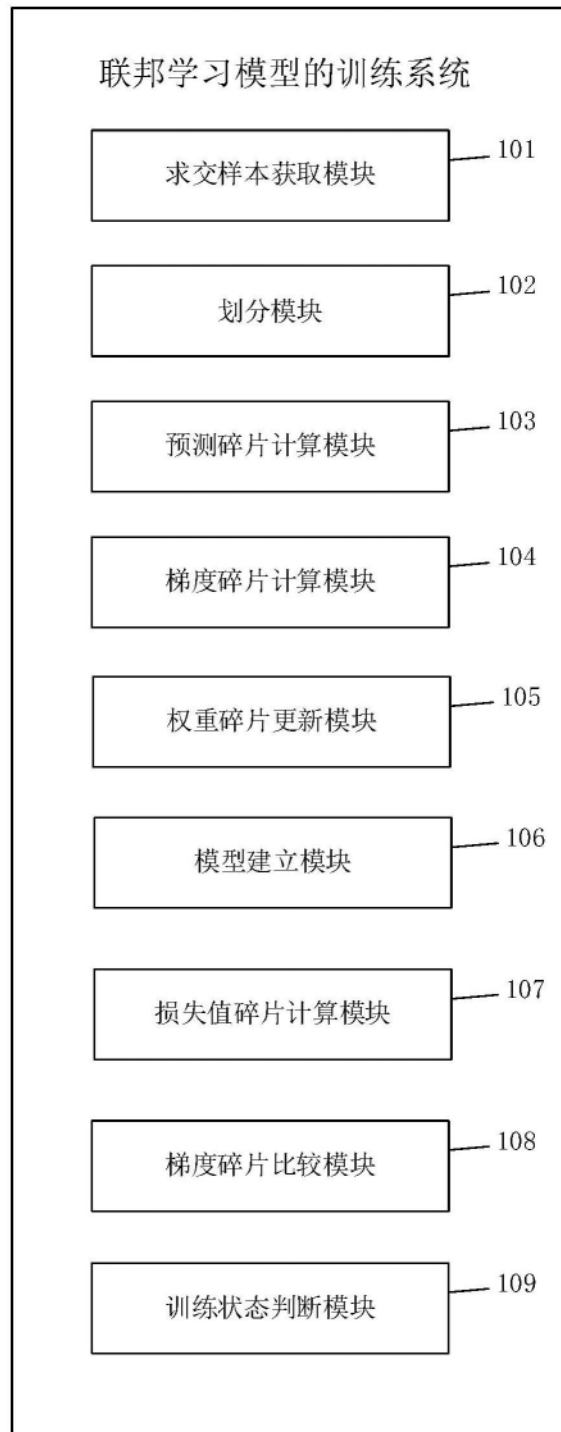 联邦学习模型的训练系统
求交样本获取模块
101
划分模块
102
预测碎片计算模块
103
梯度碎片计算模块
104
权重碎片更新模块
105
模型建立模块
106
损失值碎片计算模块
107
梯度碎片比较模块
108
训练状态判断模块
109